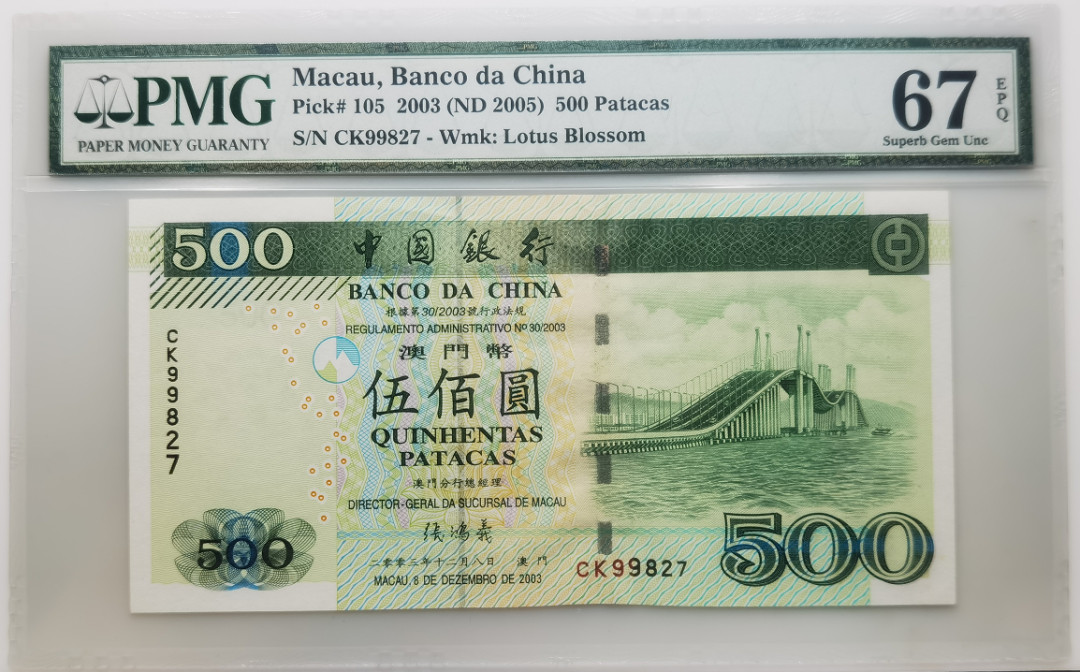 PMG
PAPER MONEY GUARANTY
Macau, Banco da China
Pick# 105 2003 (ND 2005) 500 Patacas
S/N CK99827 - Wmk: Lotus Blossom
67
EPQ
Superb Gem Unc
500
中國銀行
BANCO DA CHINA
根據第30/2003號行政法規
REGULAMENTO ADMINISTRATIVO Nº 30/2003
澳門幣
伍佰圓
QUINHENTAS
PATACAS
澳門分行總經理
DIRECTOR-GERAL DA SUCURSAL DE MACAU
張鴻義
二零零三年十二月八日 澳門
MACAU, 8 DE DEZEMBRO DE 2003
CK99827
500
CK99827
500